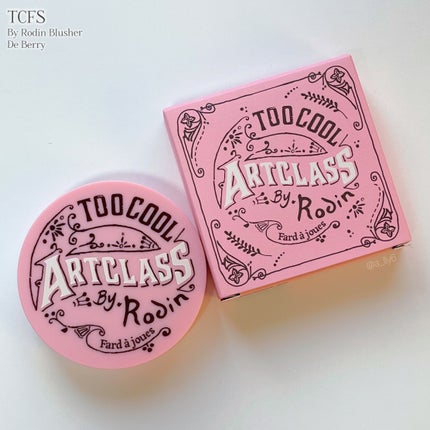 TCFS
By Rodin Blusher
De Berry
TOO COOL
ARTCLASS
By. Rodin
Fard à joues
TOO COOL
ARTCLASS
By. Rodin
Fard à joues